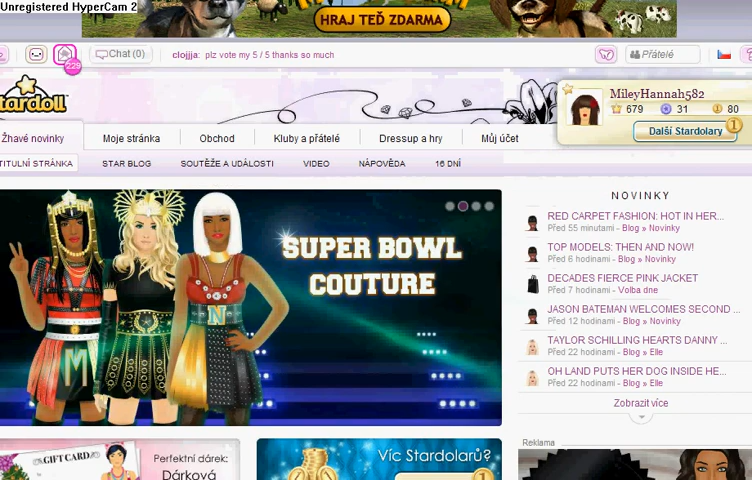 Unregistered HyperCam 2
HRAJ TEĎ ZDARMA
Chat (0)
clojjja: plz vote my 5 / 5 thanks so much
Přátelé
229
tardoll
MileyHannah582
679 31 80
Další Stardolary 1
Žhavé novinky
Moje stránka
Obchod
Kluby a přátelé
Dressup a hry
Můj účet
TITULNÍ STRÁNKA
STAR BLOG
SOUTĚŽE A UDÁLOSTI
VIDEO
NÁPOVĚDA
16 DNÍ
SUPER BOWL
COUTURE
M
N
NOVINKY
RED CARPET FASHION: HOT IN HER...
Před 55 minutami - Blog » Novinky
TOP MODELS: THEN AND NOW!
Před 6 hodinami - Blog » Novinky
DECADES FIERCE PINK JACKET
Před 7 hodinami - Volba dne
JASON BATEMAN WELCOMES SECOND ...
Před 12 hodinami - Blog » Novinky
TAYLOR SCHILLING HEARTS DANNY ...
Před 22 hodinami - Blog » Elle
OH LAND PUTS HER DOG INSIDE HE...
Před 22 hodinami - Blog » Elle
Zobrazit více
Reklama
GIFT CARD
Perfektní dárek:
Dárková
Víc Stardolarů?
1